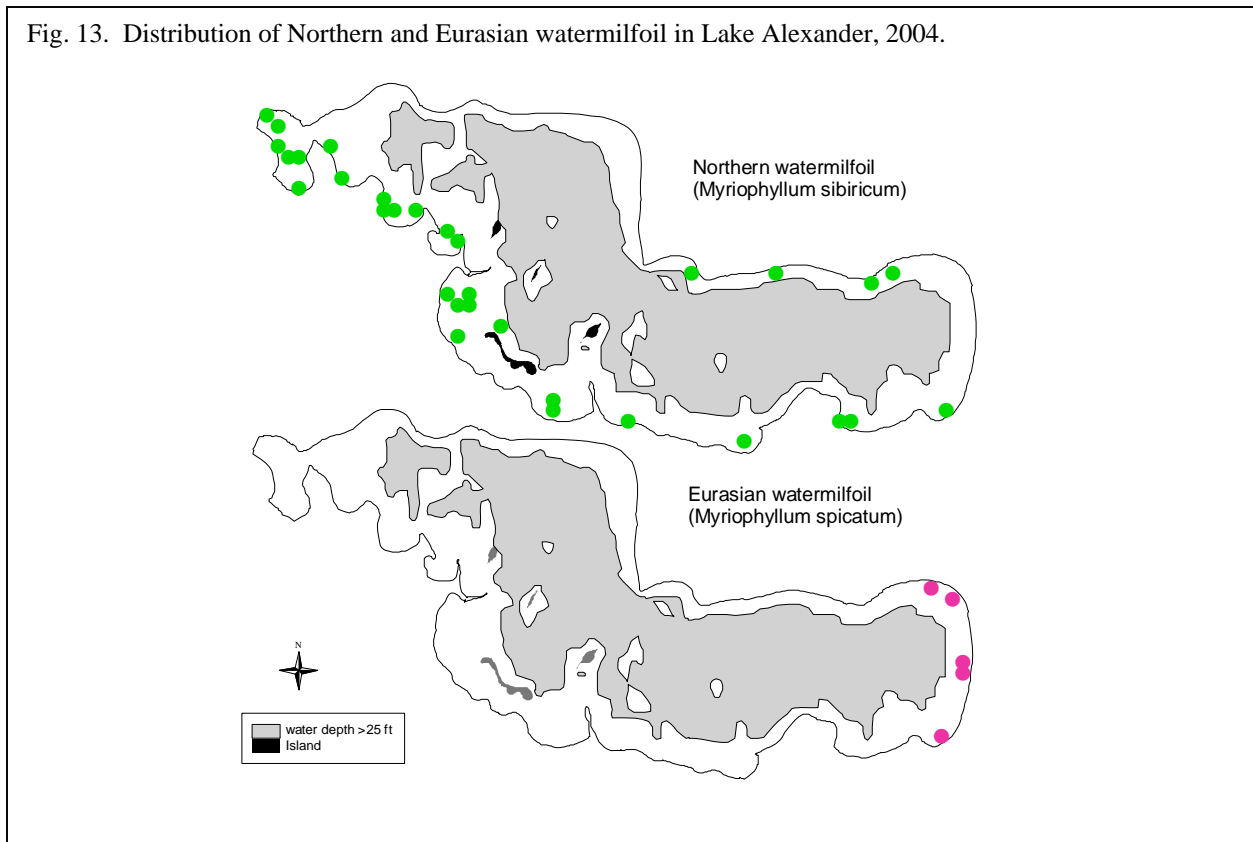 Fig. 13. Distribution of Northern and Eurasian watermilfoil in Lake Alexander, 2004.
Northern watermilfoil
(Myriophyllum sibiricum)
Eurasian watermilfoil
(Myriophyllum spicatum)
N
water depth >25 ft
Island